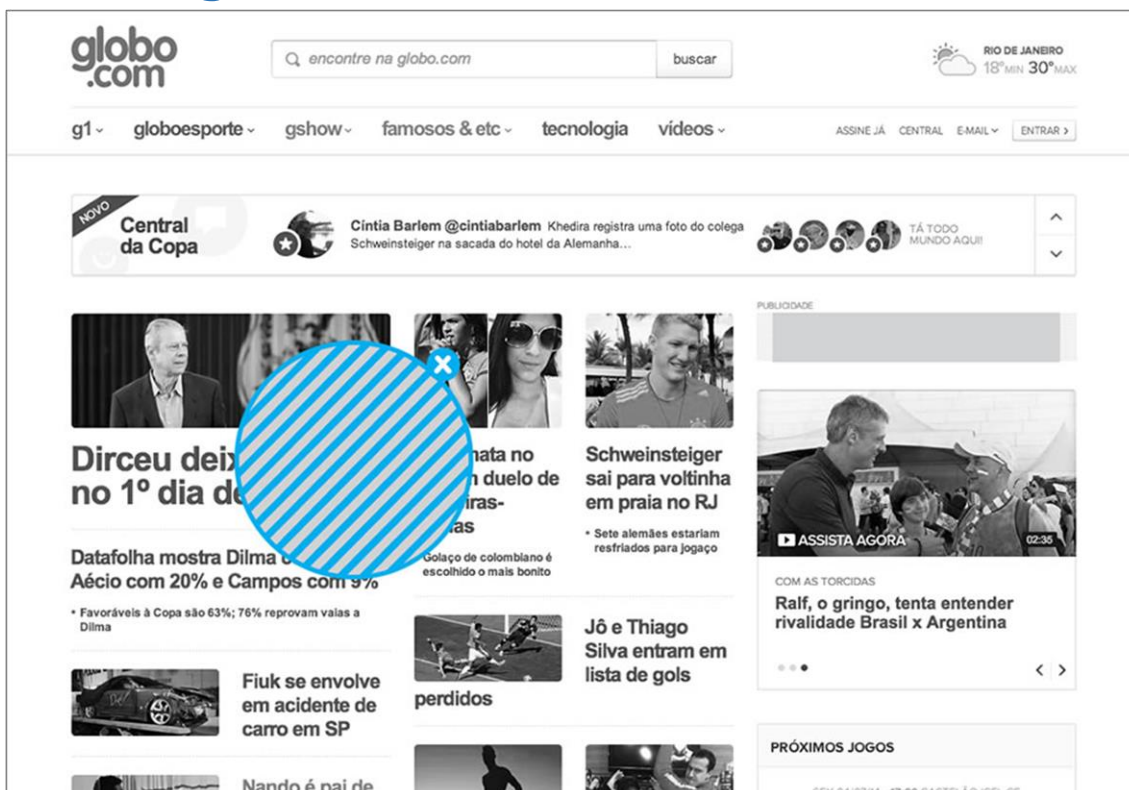 globo
.com
encontre na globo.com
buscar
RIO DE JANEIRO
18° MIN 30° MAX
g1
globoesporte
gshow
famosos & etc
tecnologia
vídeos
ASSINE JÁ
CENTRAL
E-MAIL
ENTRAR
NOVO
Central
da Copa
Cíntia Barlem @cintiabarlem Khedira registra uma foto do colega
Schweinsteiger na sacada do hotel da Alemanha...
TÁ TODO
MUNDO AQUI!
PUBLICIDADE
Dirceu
no 1º dia
no
duelo de
Golaço de colombiano é
escolhido o mais bonito
Schweinsteiger
sai para voltinha
em praia no RJ
• Sete alemães estariam
resfriados para jogaço
Datafolha mostra Dilma
Aécio com 20% e Campos com 9%
• Favoráveis à Copa são 63%; 76% reprovam vaias a
Dilma
Fiuk se envolve
em acidente de
carro em SP
Nando é pai de
Jô e Thiago
Silva entram em
lista de gols
perdidos
ASSISTA AGORA
02:35
COM AS TORCIDAS
Ralf, o gringo, tenta entender
rivalidade Brasil x Argentina
PRÓXIMOS JOGOS